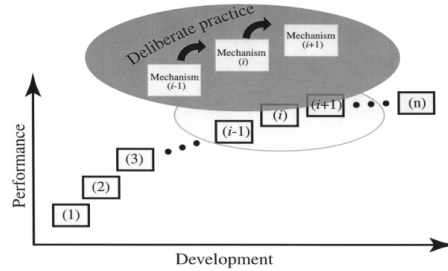 Deliberate practice
Mechanism
(i+1)
Mechanism
(i)
Mechanism
(i-1)
(i+1)
(n)
(i)
(i-1)
(3)
(2)
(1)
Performance
Development